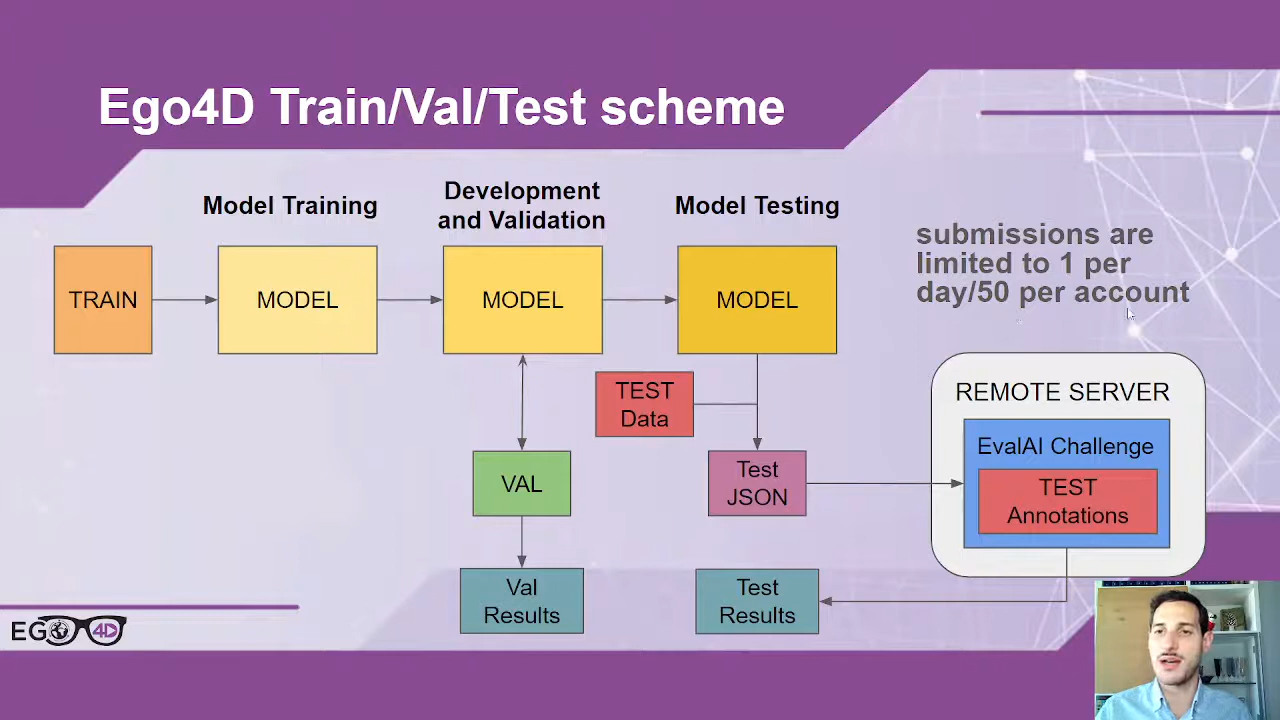 Ego4D Train/Val/Test scheme
Model Training
Development
and Validation
Model Testing
submissions are
limited to 1 per
day/50 per account
TRAIN
MODEL
MODEL
MODEL
TEST
Data
REMOTE SERVER
EvalAI Challenge
TEST
Annotations
VAL
Test
JSON
Val
Results
Test
Results
EGO4D